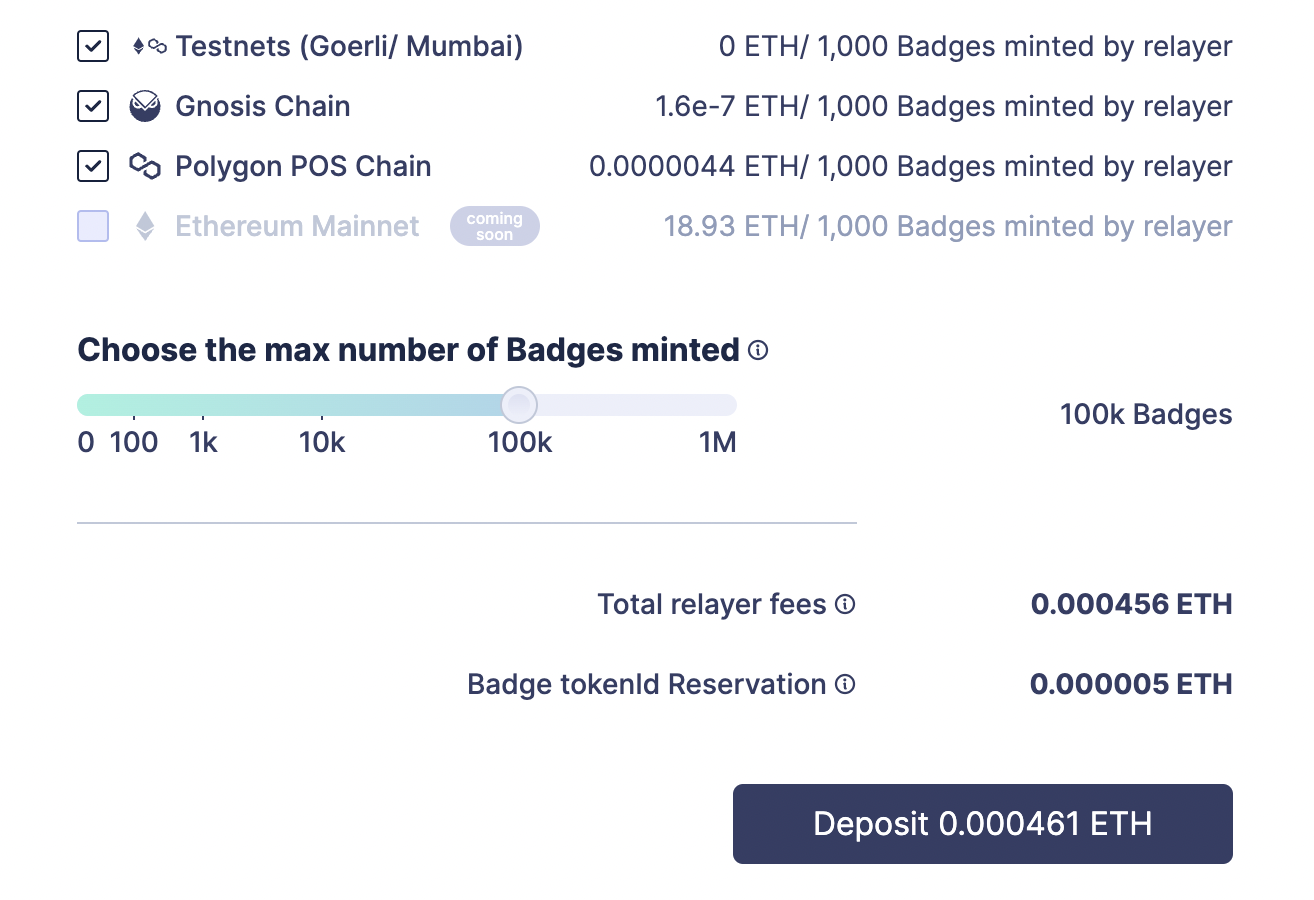 Testnets (Goerli/ Mumbai) 0 ETH/ 1,000 Badges minted by relayer
Gnosis Chain 1.6e-7 ETH/ 1,000 Badges minted by relayer
Polygon POS Chain 0.0000044 ETH/ 1,000 Badges minted by relayer
Ethereum Mainnet coming soon 18.93 ETH/ 1,000 Badges minted by relayer
Choose the max number of Badges minted
100k Badges
0 100 1k 10k 100k 1M
Total relayer fees 0.000456 ETH
Badge tokenId Reservation 0.000005 ETH
Deposit 0.000461 ETH